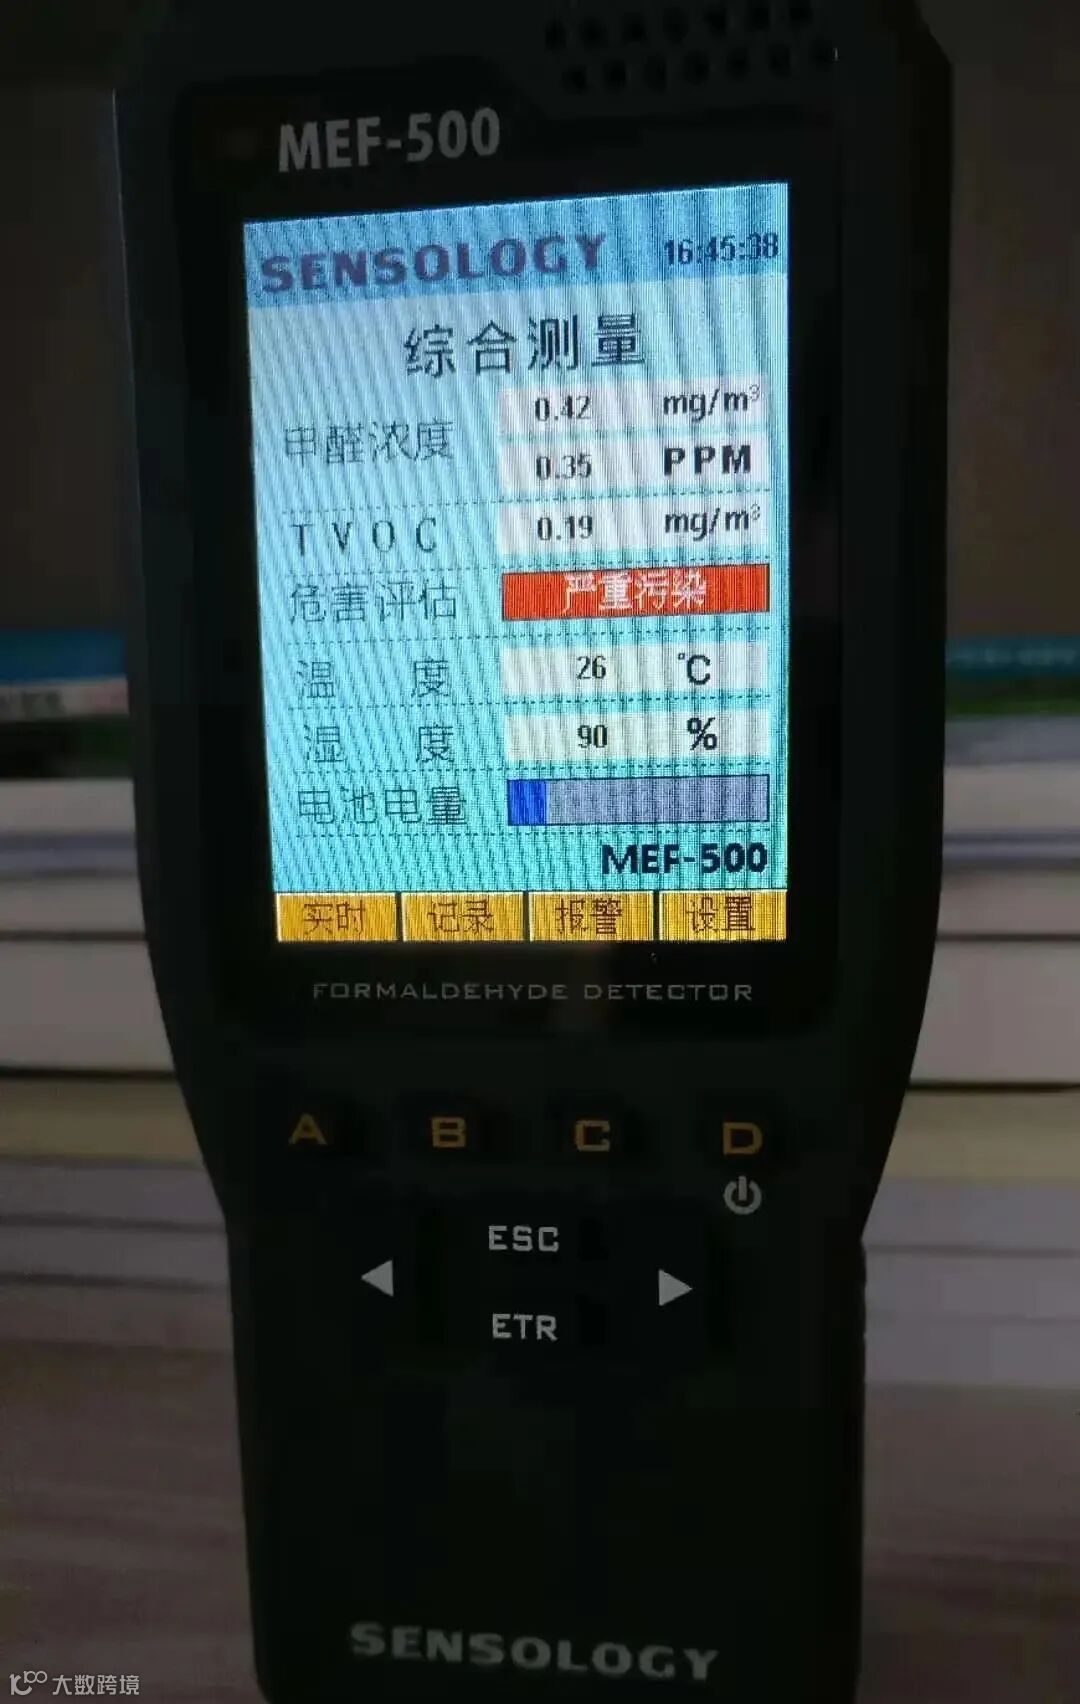 MEF-500
SENSOLOGY 16:45:38
综合测量
甲醛浓度 0.42 mg/m³
0.35 PPM
TVOC 0.19 mg/m³
危害评估 严重污染
温度 26 ℃
湿度 90 %
电池电量
MEF-500
实时 记录 报警 设置
FORMALDEHYDE DETECTOR
A B C D
ESC
ETR
SENSOLOGY
大数跨境